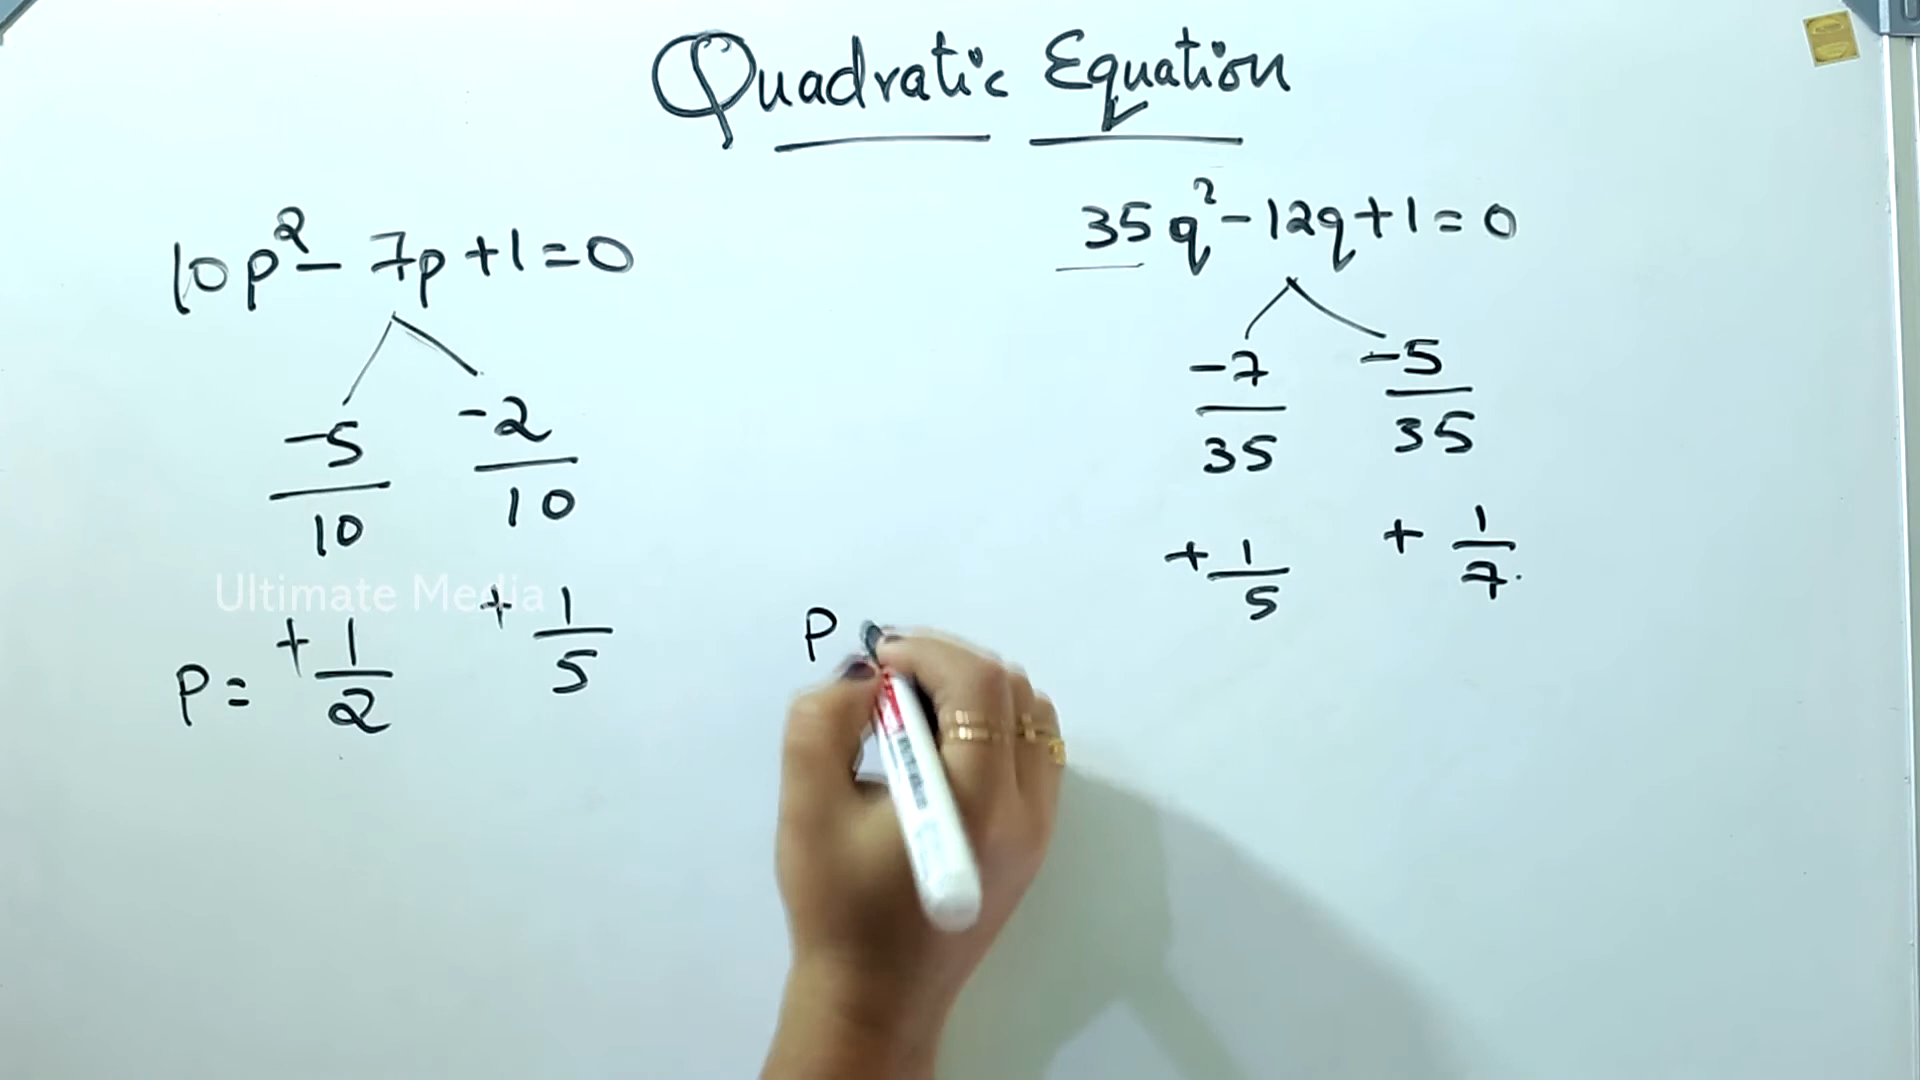 Quadratic Equation
10p² - 7p + 1 = 0
-5/10 -2/10
Ultimate Media
P = +1/2 +1/5
35q² - 12q + 1 = 0
-7/35 -5/35
+1/5 +1/7
P